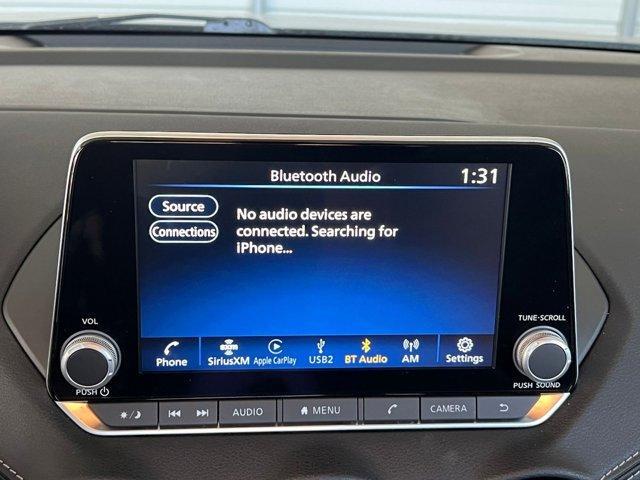 Bluetooth Audio
1:31
Source
Connections
No audio devices are
connected. Searching for
iPhone...
VOL
PUSH
TUNE·SCROLL
PUSH SOUND
Phone
SiriusXM
Apple CarPlay
USB2
BT Audio
AM
Settings
AUDIO
MENU
CAMERA